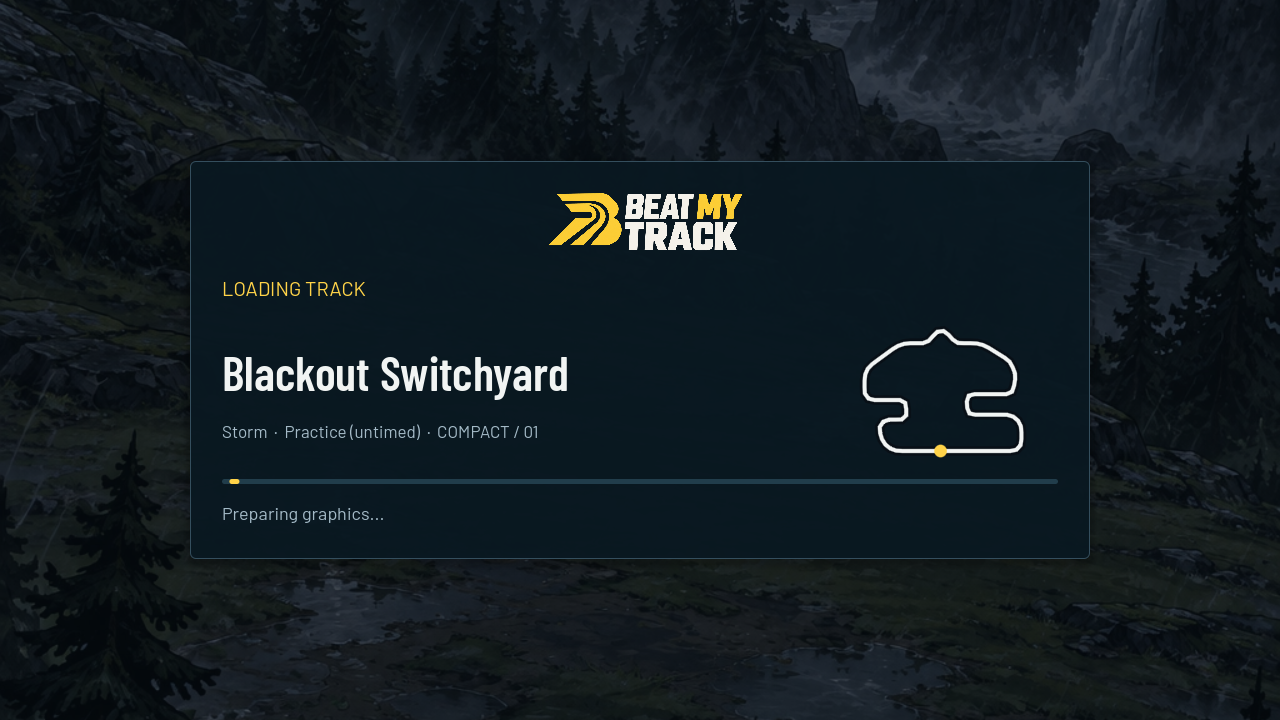 BEAT MY
TRACK
LOADING TRACK
Blackout Switchyard
Storm · Practice (untimed) · COMPACT / 01
Preparing graphics...